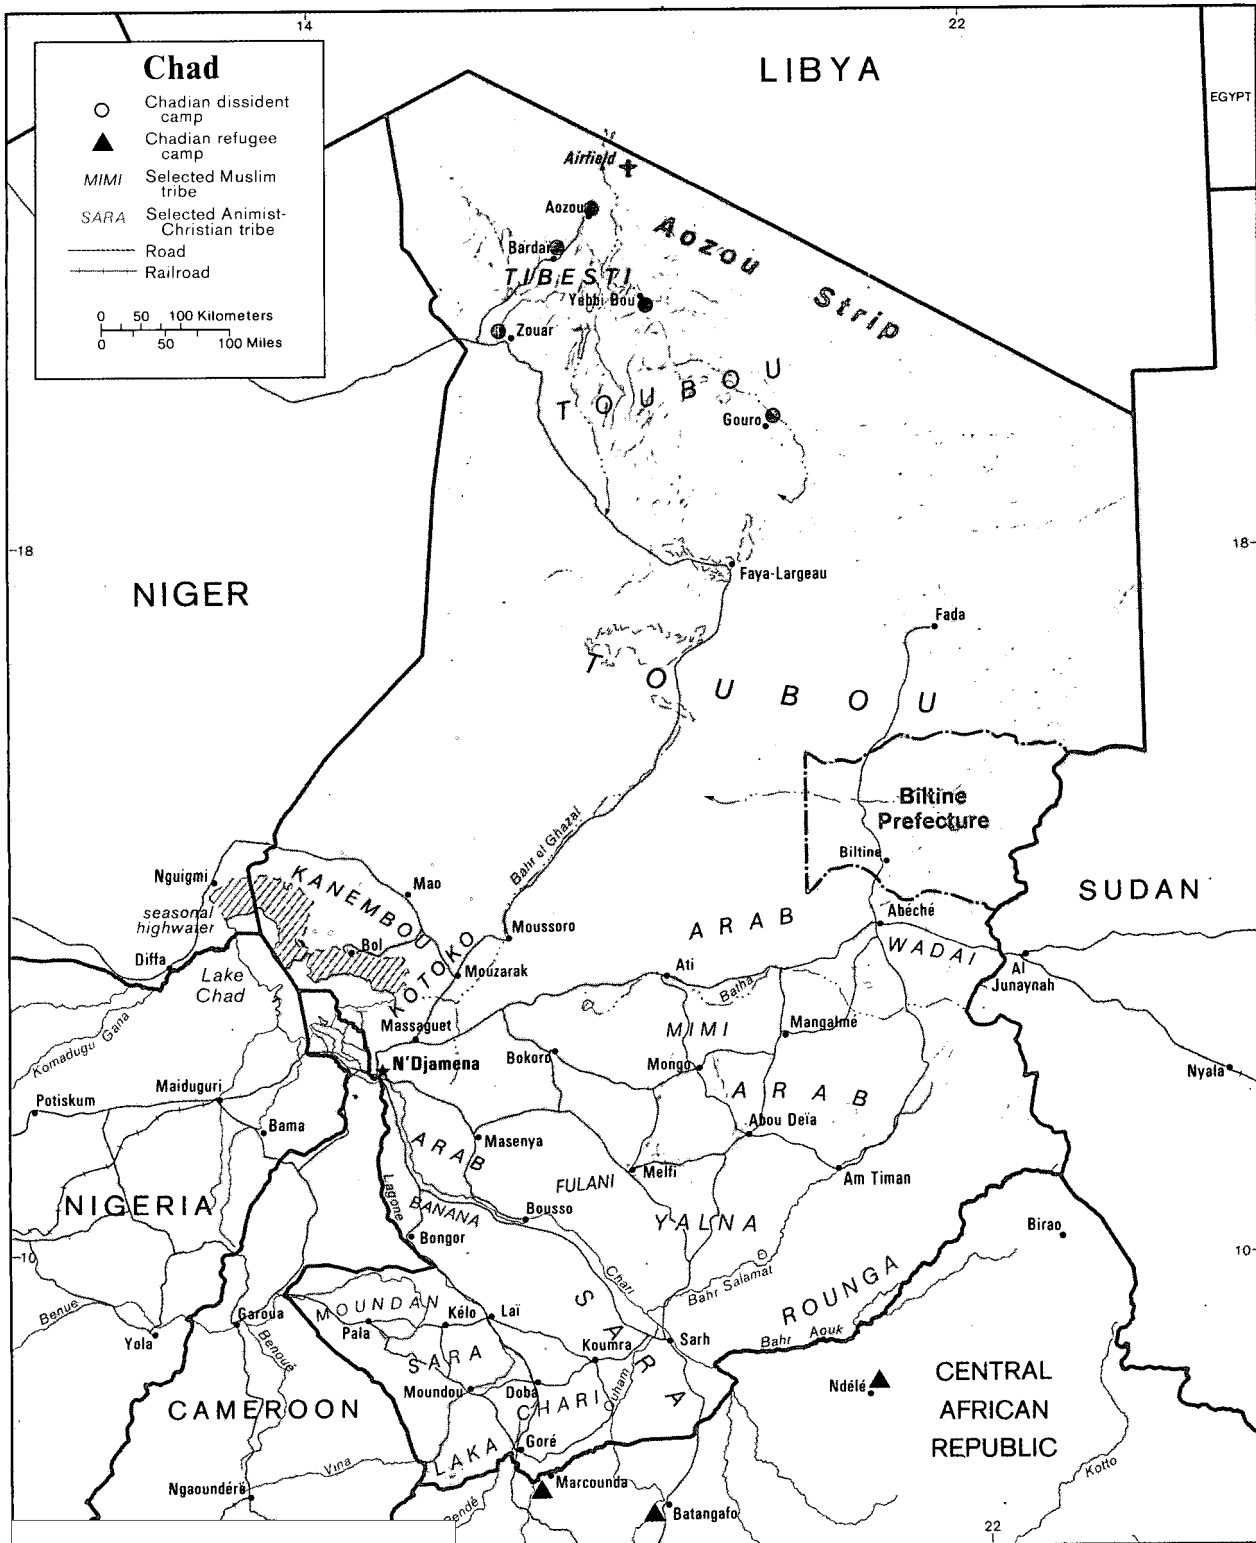 14
22
Chad
Chadian dissident
camp
Chadian refugee
camp
MIMI
Selected Muslim
tribe
SARA
Selected Animist-
Christian tribe
Road
Railroad
0 50 100 Kilometers
0 50 100 Miles
LIBYA
EGYPT
Airfield
Aozou
Aozou Strip
Bardaï
TIBESTI
Yebbi Bou
Zouar
TOUBOU
Gouro
18
18
Faya-Largeau
NIGER
Fada
TOUBOU
Biltine
Prefecture
Bahr el Ghazal
Biltine
Nguigmi
KANEMBOU
Mao
SUDAN
seasonal
highwater
ARAB
Abéché
Bol
KOTOKO
Moussoro
WADAI
Diffa
Lake
Chad
Mouzarak
Ati
Batha
Al
Junaynah
Komadugu Gana
Massaguet
MIMI
Mangalmé
N'Djamena
Bokoro
Mongo
Nyala
Maiduguri
ARAB
Potiskum
Bama
Abou Deïa
ARAB
Masenya
Melfi
Am Timan
FULANI
NIGERIA
Logone
BANANA
Bousso
YALNA
Birao
Bongor
10
10
Chari
Bahr Salamat
ROUNGA
Benue
MOUNDAN
SARA
Garoua
Pala
Kélo
Laï
Yola
Benoué
Sarh
Bahr Aouk
SARA
Koumra
CENTRAL
AFRICAN
REPUBLIC
Moundou
Doba
Ouham
Ndélé
CAMEROON
CHARI
Goré
LAKA
Vina
Marcounda
Kotto
Ngaoundéré
Batangafo
22